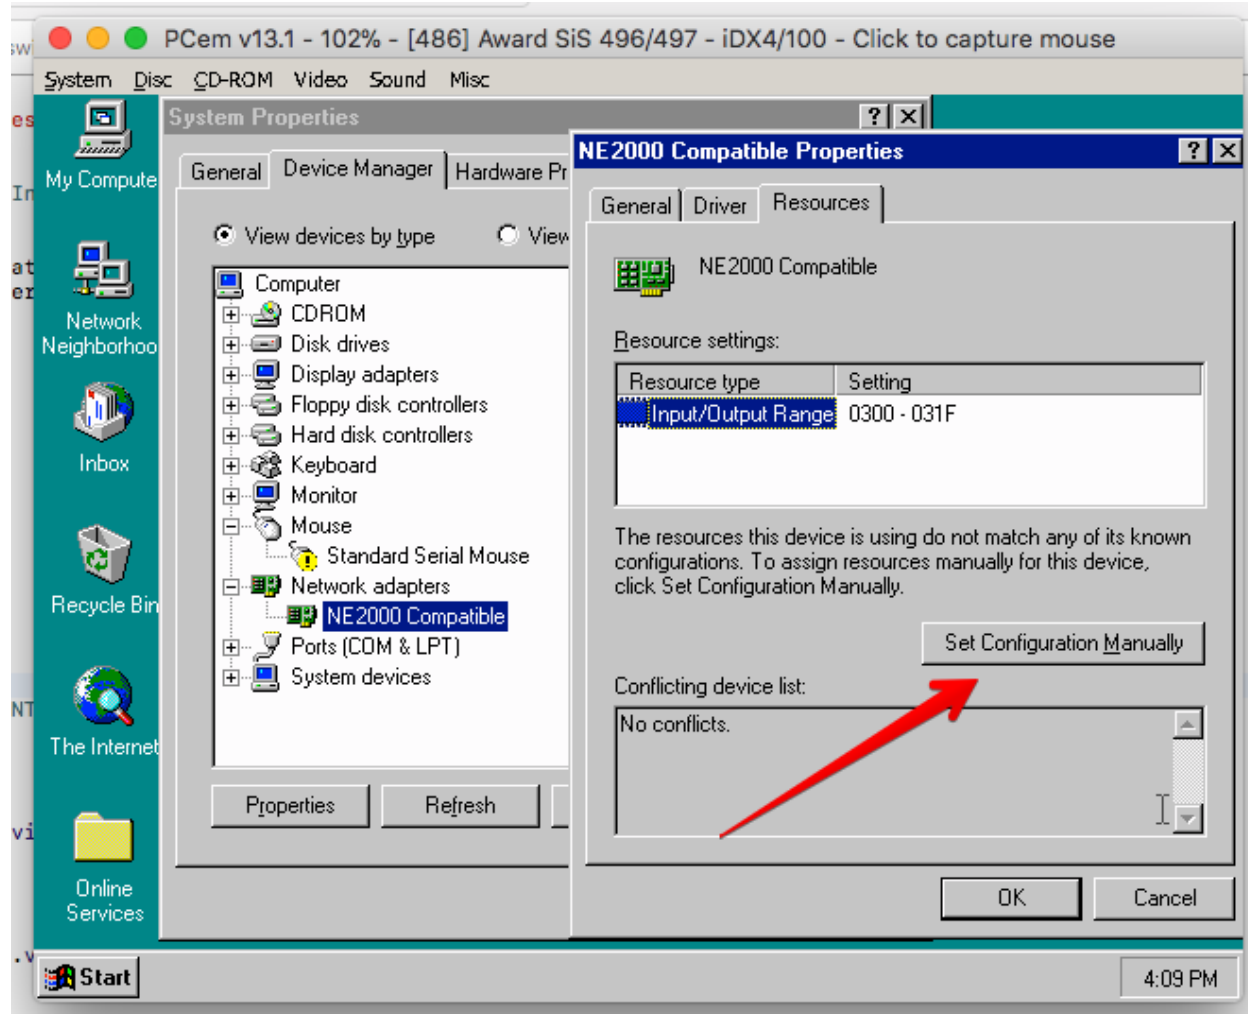 PCem v13.1 - 102% - [486] Award SiS 496/497 - iDX4/100 - Click to capture mouse
System Disc CD-ROM Video Sound Misc
System Properties
General Device Manager Hardware Pr
View devices by type View
Computer
CDROM
Disk drives
Display adapters
Floppy disk controllers
Hard disk controllers
Keyboard
Monitor
Mouse
Standard Serial Mouse
Network adapters
NE2000 Compatible
Ports (COM & LPT)
System devices
Properties Refresh
NE2000 Compatible Properties
General Driver Resources
NE2000 Compatible
Resource settings:
Resource type Setting
Input/Output Range 0300 - 031F
The resources this device is using do not match any of its known
configurations. To assign resources manually for this device,
click Set Configuration Manually.
Set Configuration Manually
Conflicting device list:
No conflicts.
OK Cancel
My Compute
Network
Neighborhoo
Inbox
Recycle Bin
The Internet
Online
Services
Start
4:09 PM